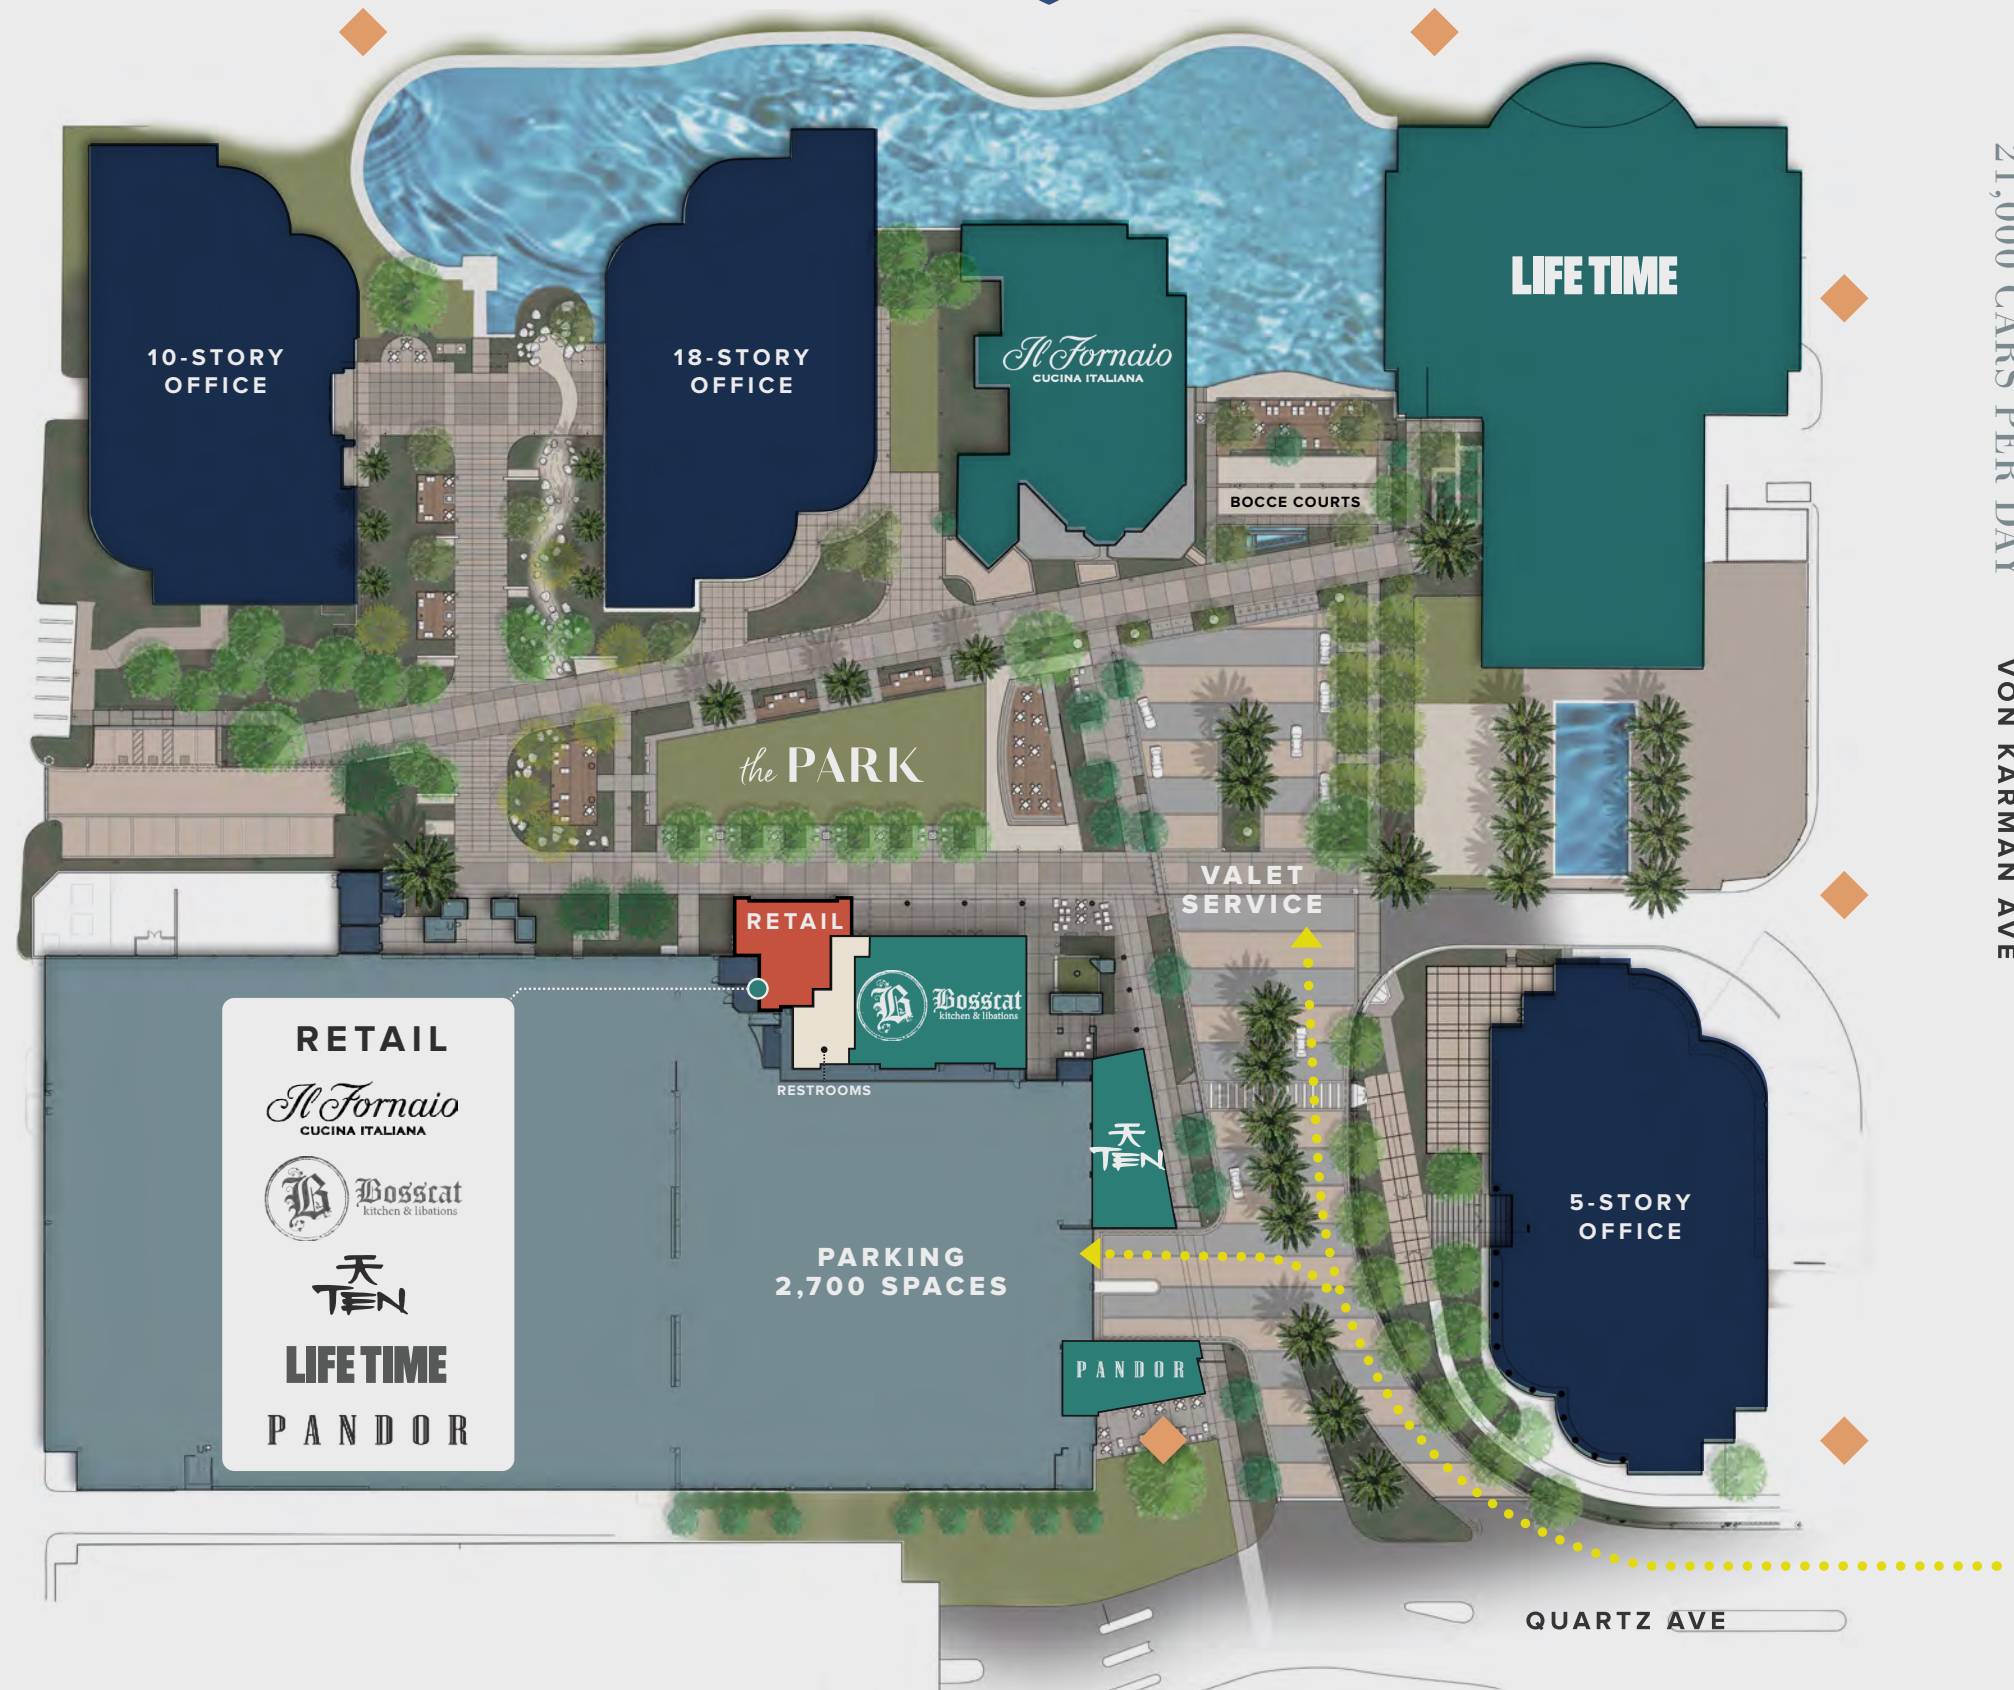 10-STORY
OFFICE
18-STORY
OFFICE
Il Fornaio
CUCINA ITALIANA
LIFE TIME
BOCCE COURTS
the PARK
VALET
SERVICE
RETAIL
B
Bosscat
kitchen & libations
RESTROOMS
RETAIL
Il Fornaio
CUCINA ITALIANA
B
Bosscat
kitchen & libations
TEN
LIFE TIME
PANDOR
TEN
PARKING
2,700 SPACES
PANDOR
5-STORY
OFFICE
QUARTZ AVE
21,000 CARS PER DAY
VON KARMAN AVE